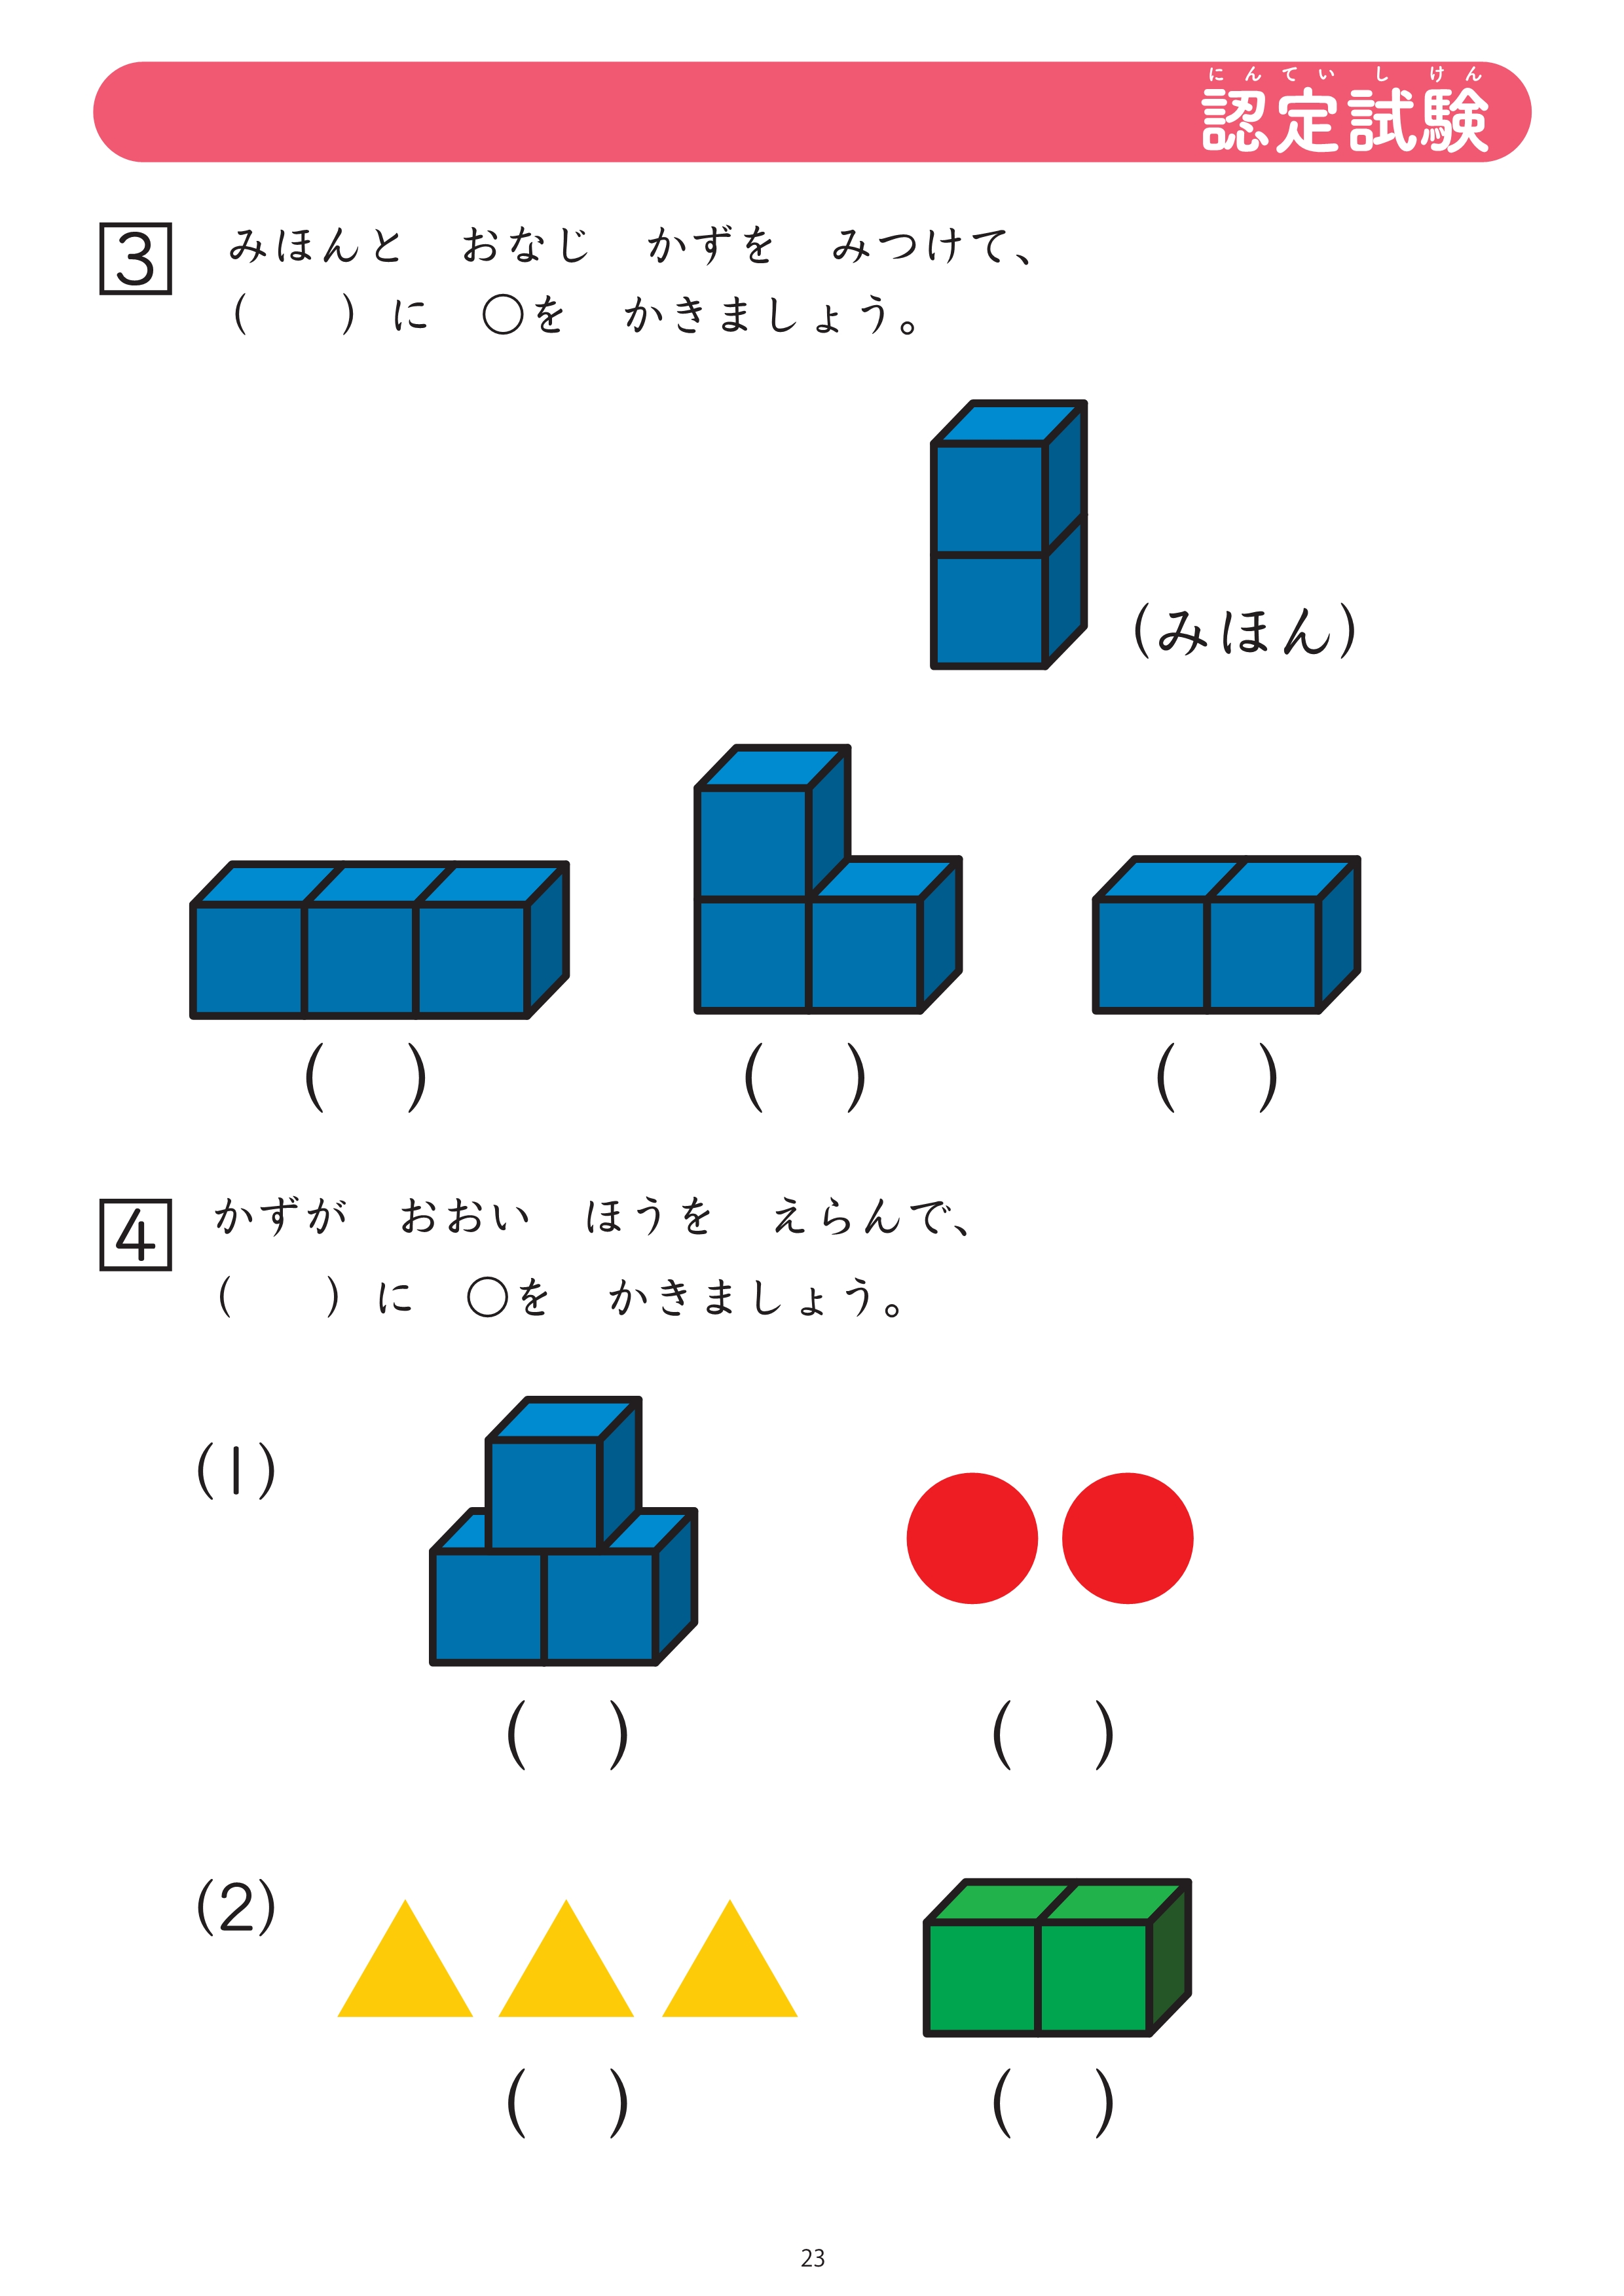 にんていしけん
認定試験
3 みほんと おなじ かずを みつけて、
( ) に ○を かきましょう。
(みほん)
( ) ( ) ( )
4 かずが おおい ほうを えらんで、
( ) に ○を かきましょう。
(1)
( ) ( )
(2)
( ) ( )
23